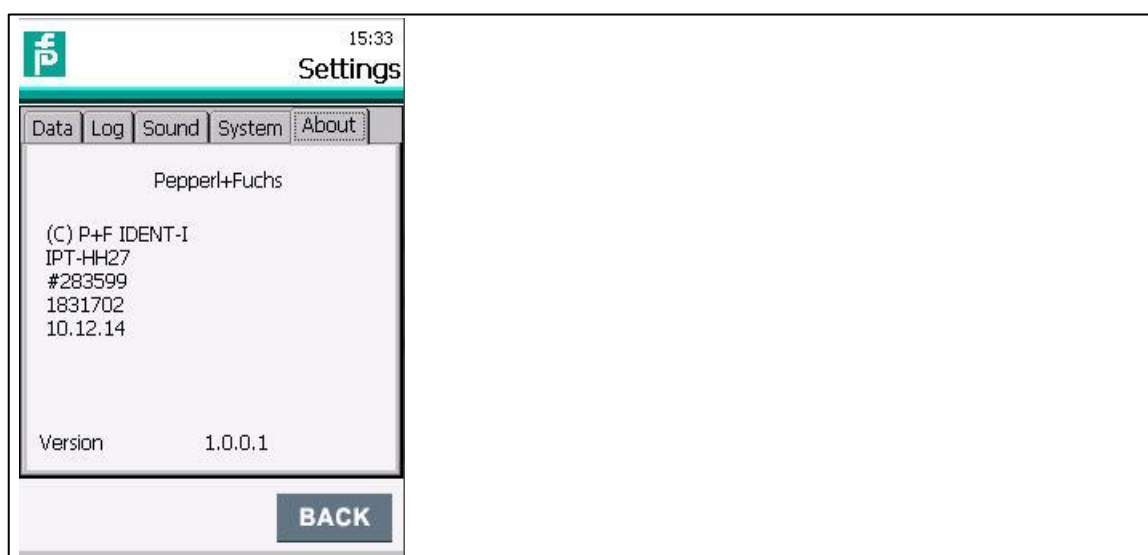 15:33
Settings
Data Log Sound System About
Pepperl+Fuchs
(C) P+F IDENT-I
IPT-HH27
#283599
1831702
10.12.14
Version 1.0.0.1
BACK